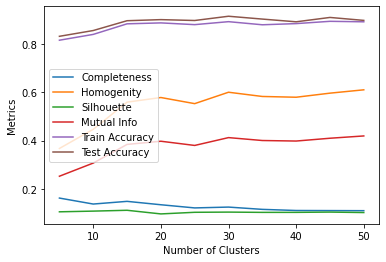 0.8
0.6
0.4
0.2
Metrics
Completeness
Homogenity
Silhouette
Mutual Info
Train Accuracy
Test Accuracy
10 20 30 40 50
Number of Clusters